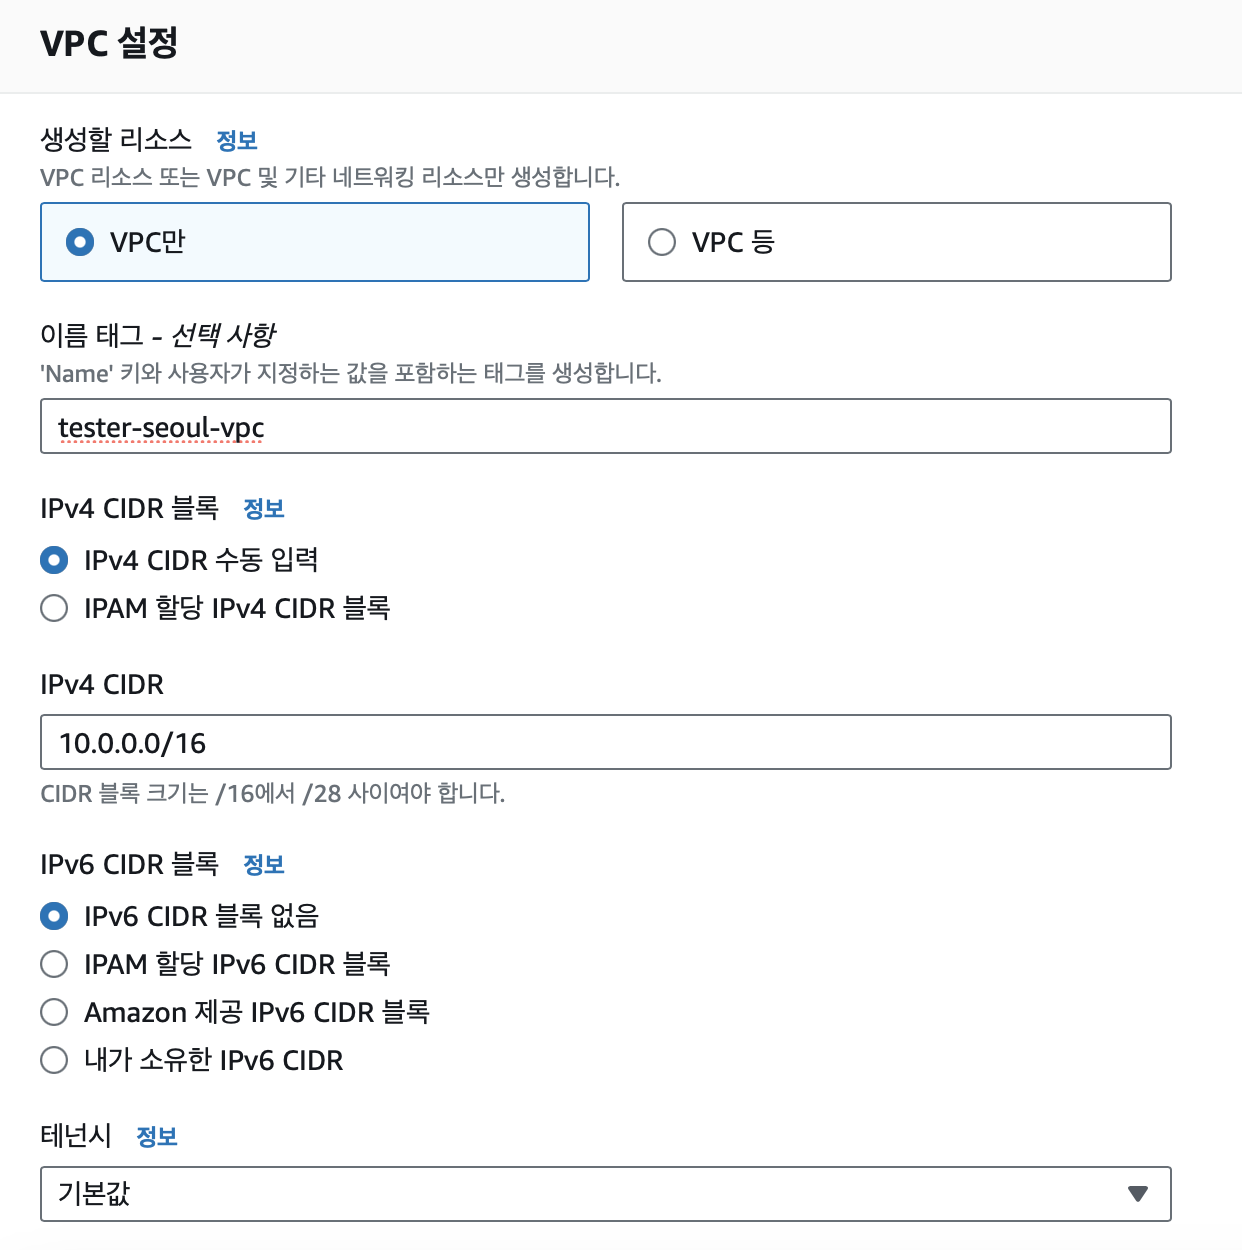 VPC 설정
생성할 리소스 정보
VPC 리소스 또는 VPC 및 기타 네트워킹 리소스만 생성합니다.
VPC만 VPC 등
이름 태그 - 선택 사항
'Name' 키와 사용자가 지정하는 값을 포함하는 태그를 생성합니다.
tester-seoul-vpc
IPv4 CIDR 블록 정보
IPv4 CIDR 수동 입력
IPAM 할당 IPv4 CIDR 블록
IPv4 CIDR
10.0.0.0/16
CIDR 블록 크기는 /16에서 /28 사이여야 합니다.
IPv6 CIDR 블록 정보
IPv6 CIDR 블록 없음
IPAM 할당 IPv6 CIDR 블록
Amazon 제공 IPv6 CIDR 블록
내가 소유한 IPv6 CIDR
테넌시 정보
기본값